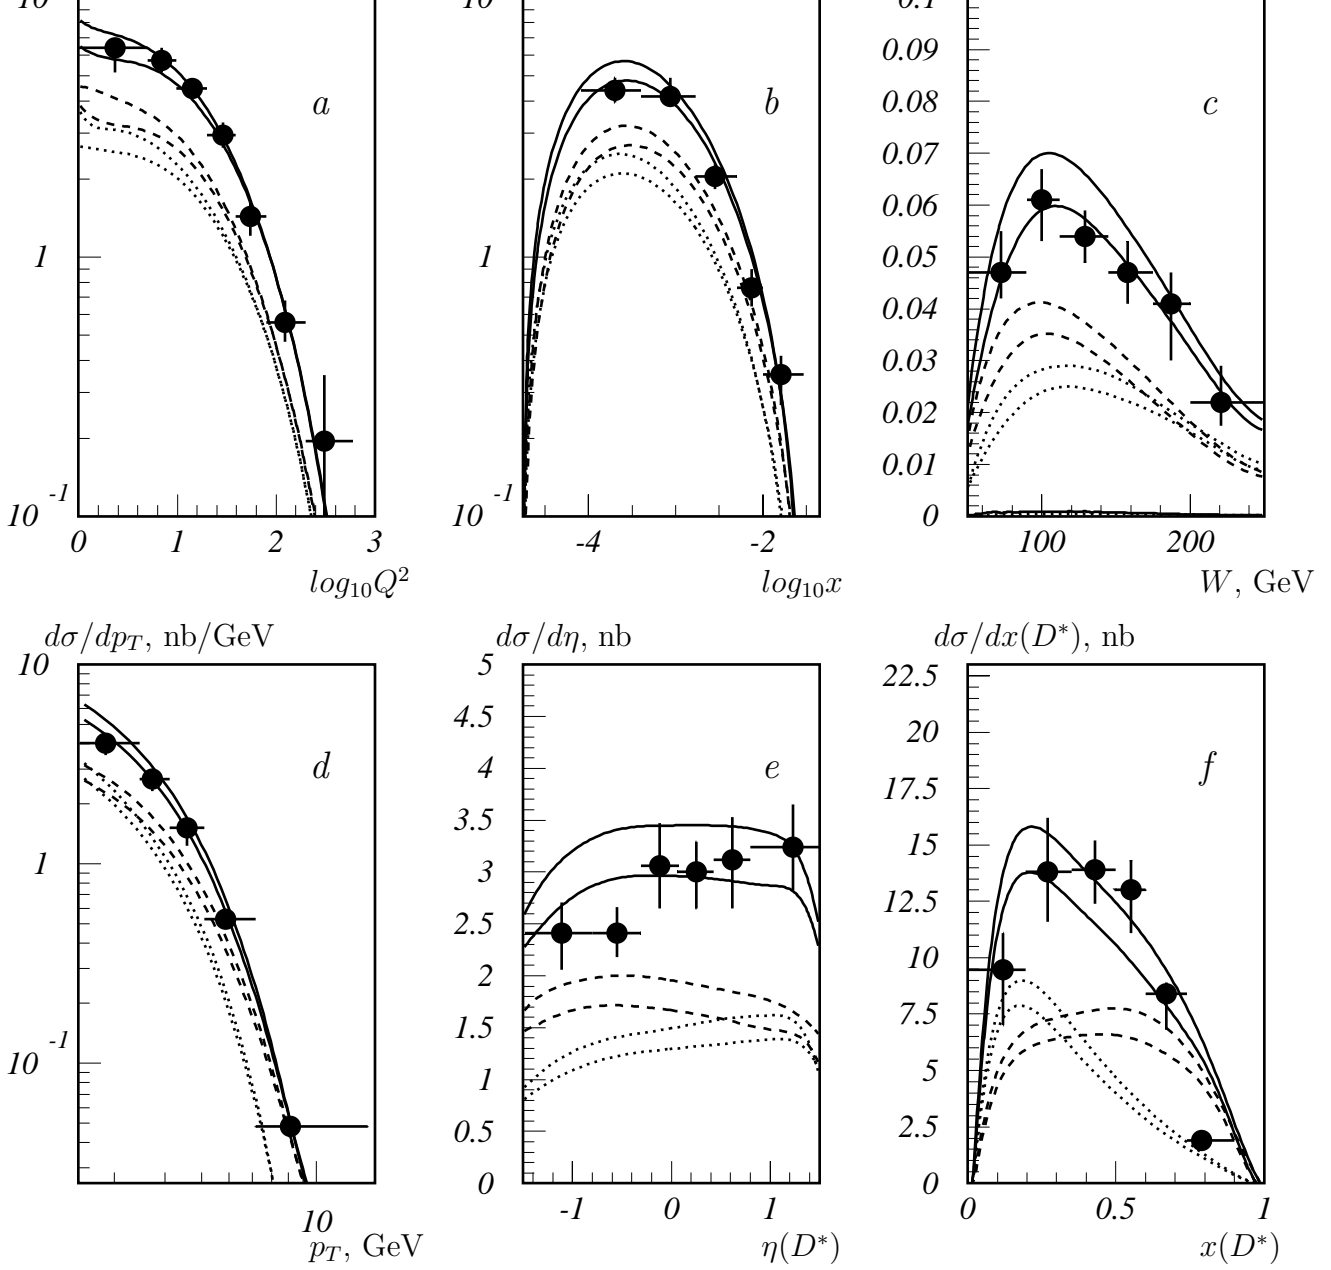 10 10 0.1
0.09
0.08
a b c
0.07
0.06
1 1 0.05
0.04
0.03
0.02
0.01
10 -1 10 -1 0
0 1 2 3 -4 -2 100 200
log₁₀Q² log₁₀x W, GeV
dσ/dp_T, nb/GeV dσ/dη, nb dσ/dx(D*), nb
10 5 22.5
4.5 20
d e f
4 17.5
3.5 15
1 3 12.5
2.5 10
2 7.5
10 -1 1.5 5
1
0.5 2.5
0 0
10 -1 0 1 0 0.5 1
p_T, GeV η(D*) x(D*)